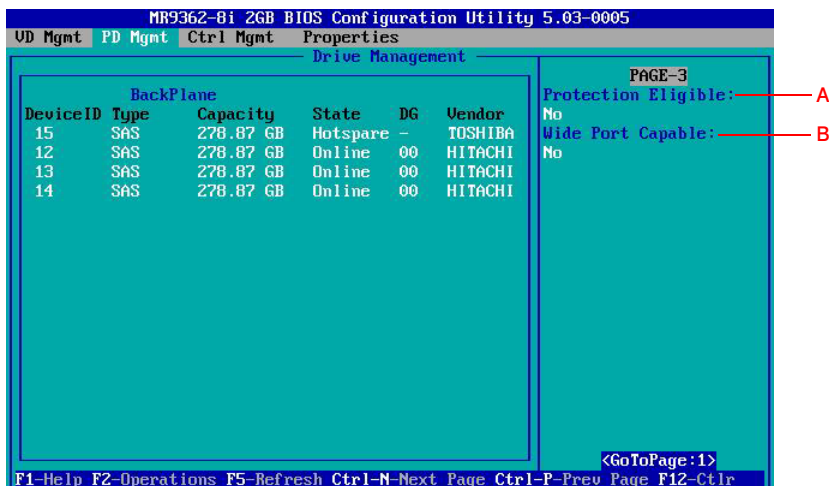 MR9362-8i 2GB BIOS Configuration Utility 5.03-0005
VD Mgmt PD Mgmt Ctrl Mgmt Properties
Drive Management
BackPlane
DeviceID Type Capacity State DG Vendor
15 SAS 278.87 GB Hotspare - TOSHIBA
12 SAS 278.87 GB Online 00 HITACHI
13 SAS 278.87 GB Online 00 HITACHI
14 SAS 278.87 GB Online 00 HITACHI
PAGE-3
Protection Eligible: A
No
Wide Port Capable: B
No
<GoToPage:1>
F1-Help F2-Operations F5-Refresh Ctrl-N-Next Page Ctrl-P-Prev Page F12-Ctlr